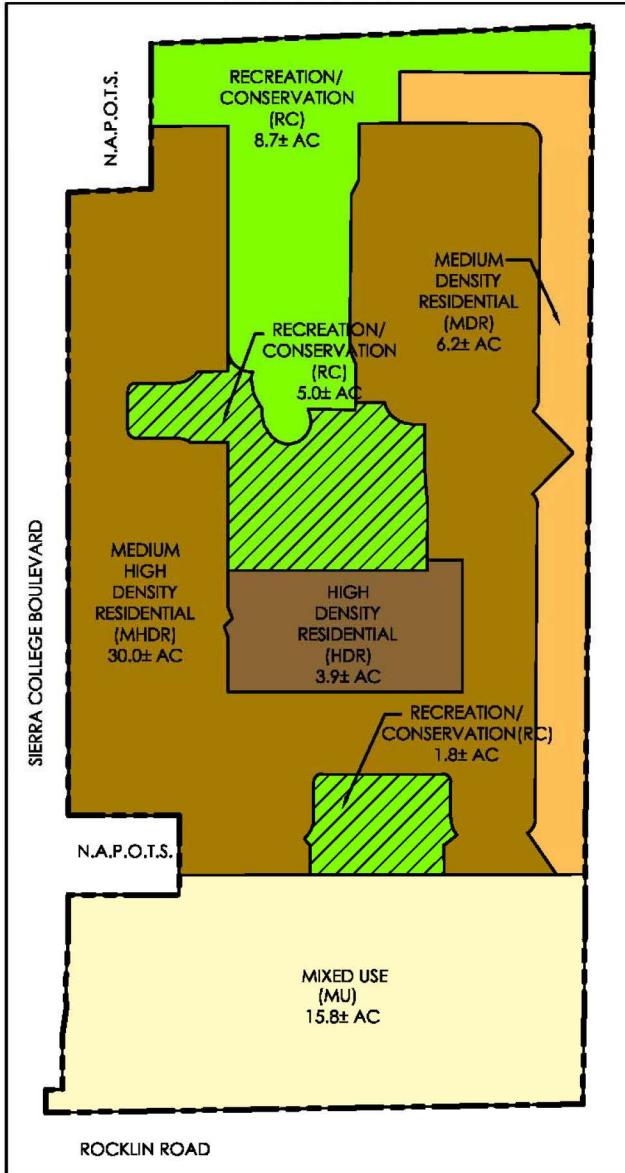 N.A.P.O.T.S.
RECREATION/
CONSERVATION
(RC)
8.7± AC
MEDIUM
DENSITY
RESIDENTIAL
(MDR)
6.2± AC
RECREATION/
CONSERVATION
(RC)
5.0± AC
SIERRA COLLEGE BOULEVARD
MEDIUM
HIGH
DENSITY
RESIDENTIAL
(MHDR)
30.0± AC
HIGH
DENSITY
RESIDENTIAL
(HDR)
3.9± AC
RECREATION/
CONSERVATION(RC)
1.8± AC
N.A.P.O.T.S.
MIXED USE
(MU)
15.8± AC
ROCKLIN ROAD